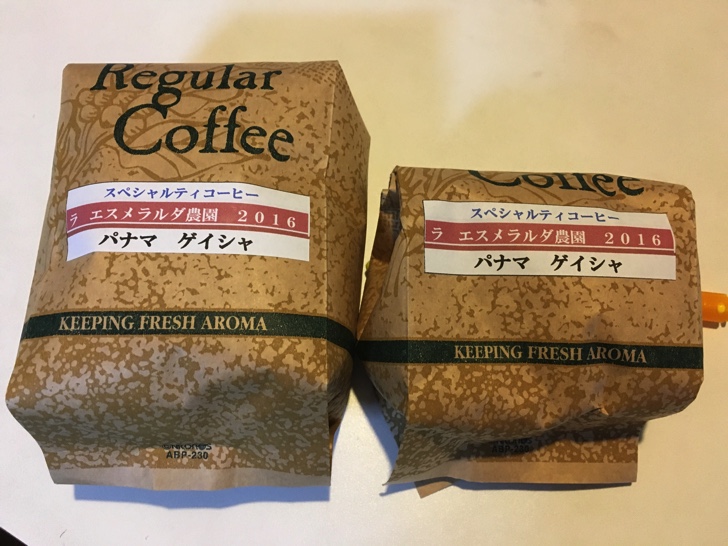 Regular
Coffee
スペシャルティコーヒー
ラ エスメラルダ農園 2016
パナマ ゲイシャ
KEEPING FRESH AROMA
ABP-230
Coffee
スペシャルティコーヒー
ラ エスメラルダ農園 2016
パナマ ゲイシャ
KEEPING FRESH AROMA
ABP-230